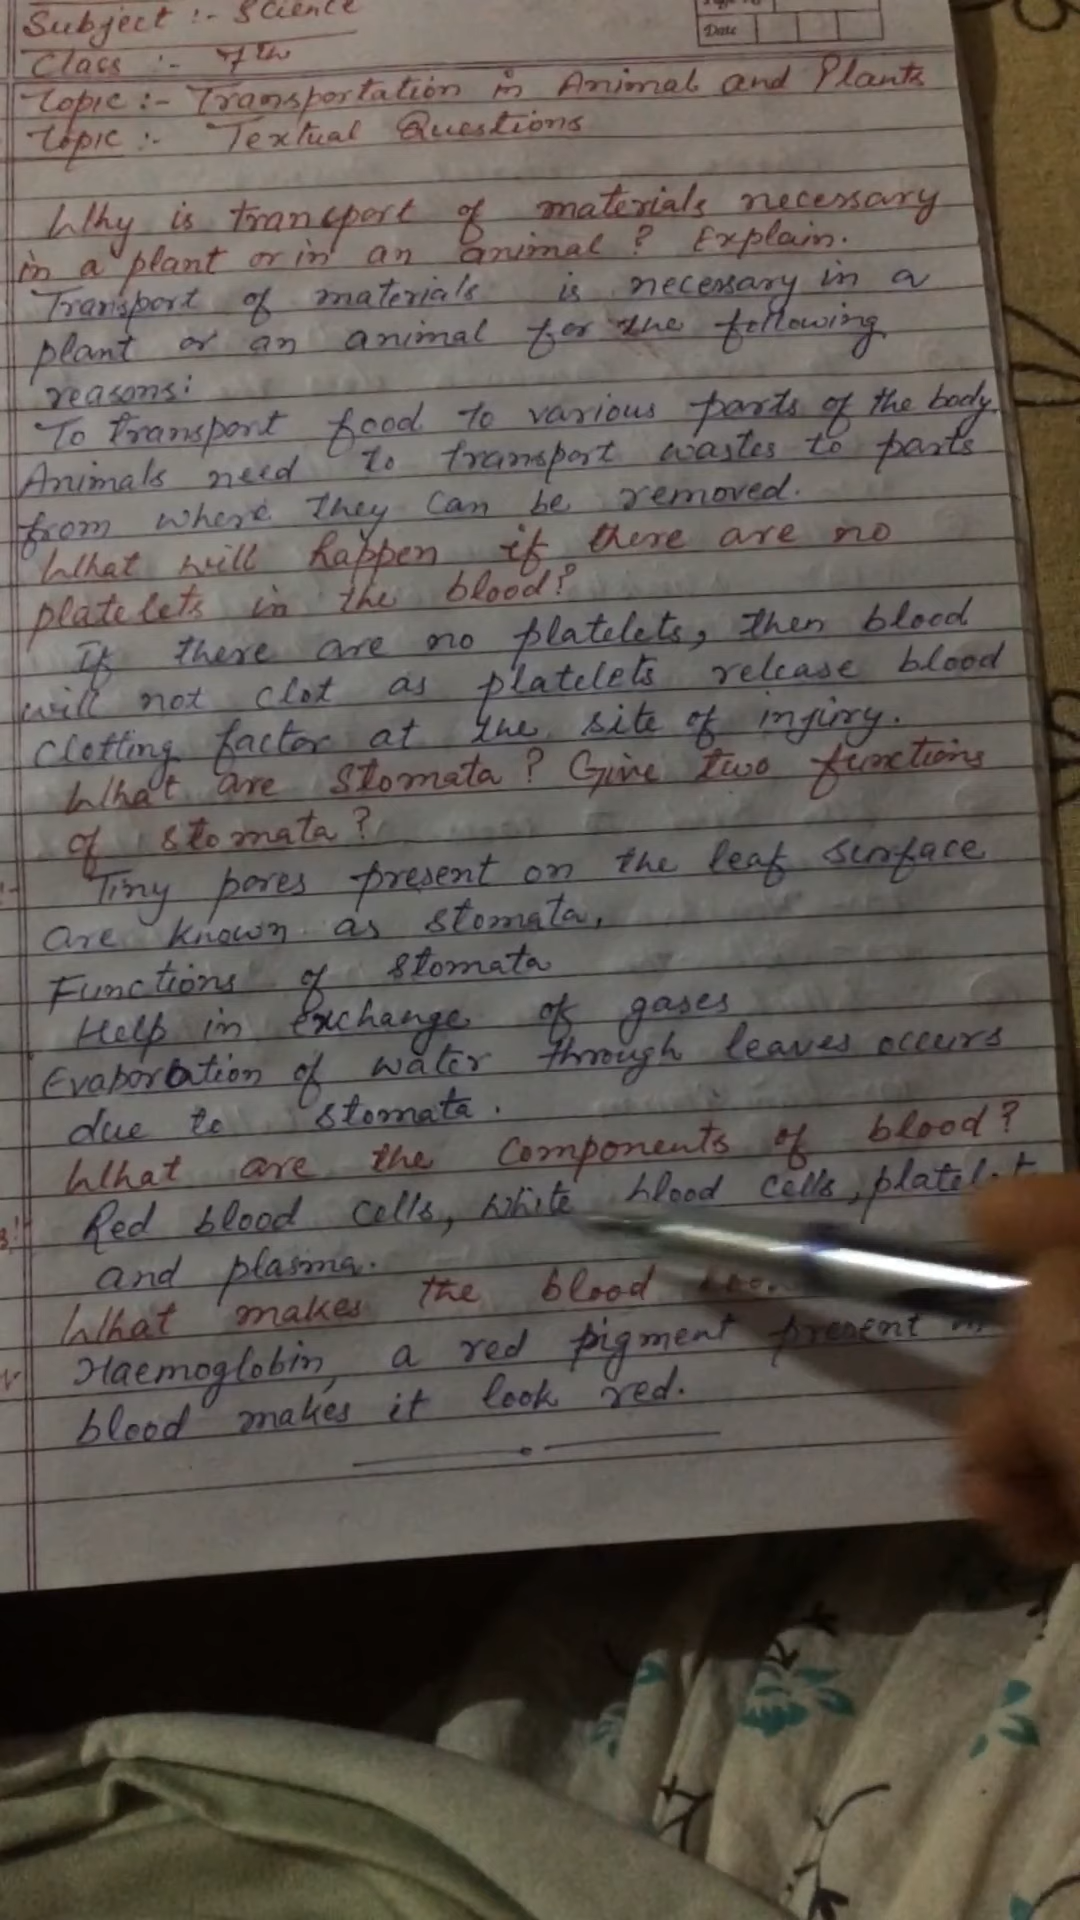 Subject :- Science
Date
Class :- 7th
Topic :- Transportation in Animal and Plants
Topic :- Textual Questions
Why is transport of materials necessary
in a plant or in an animal ? Explain.
Transport of materials is necessary in a
plant or an animal for the following
reasons:
To transport food to various parts of the body.
Animals need to transport wastes to parts
from where they can be removed.
What will happen if there are no
platelets in the blood?
If there are no platelets, then blood
will not clot as platelets release blood
clotting factor at the site of injury.
What are Stomata ? Give two functions
of stomata ?
Tiny pores present on the leaf surface
are known as stomata.
Functions of stomata
Help in exchange of gases
Evaporation of water through leaves occurs
due to stomata.
What are the components of blood?
Red blood cells, white blood cells,
and plasma.
What makes the blood
Haemoglobin, a red pigment present
blood makes it look red.